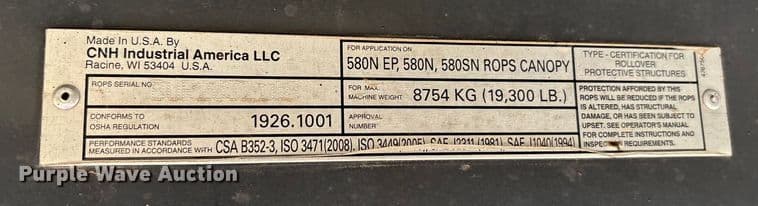 Made In U.S.A. By
CNH Industrial America LLC
Racine, WI 53404 U.S.A.
FOR APPLICATION ON
580N EP, 580N, 580SN ROPS CANOPY
TYPE - CERTIFICATION FOR
ROLLOVER
PROTECTIVE STRUCTURES
ROPS SERIAL NO.
FOR MAX.
MACHINE WEIGHT
8754 KG (19,300 LB.)
CONFORMS TO
OSHA REGULATION
1926.1001
APPROVAL
NUMBER
PROTECTION AFFORDED BY THIS
ROPS WILL BE REDUCED IF THE ROPS
IS ALTERED, HAS STRUCTURAL
DAMAGE, OR HAS BEEN SUBJECT TO
UPSET. SEE OPERATOR'S MANUAL
FOR COMPLETE INSTRUCTIONS AND
INSPECTION REQUIREMENTS.
PERFORMANCE STANDARDS
MEASURED IN ACCORDANCE WITH
CSA B352-3, ISO 3471(2008), ISO 3449(2005), SAE J231 (1981), SAE J1040(1994)
Purple Wave Auction